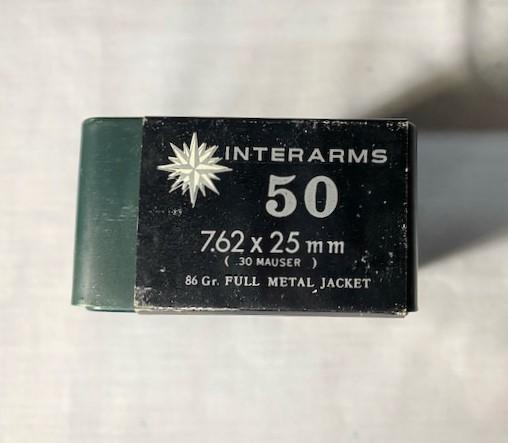 INTERARMS
50
7.62 x 25 mm
( .30 MAUSER )
86 Gr. FULL METAL JACKET